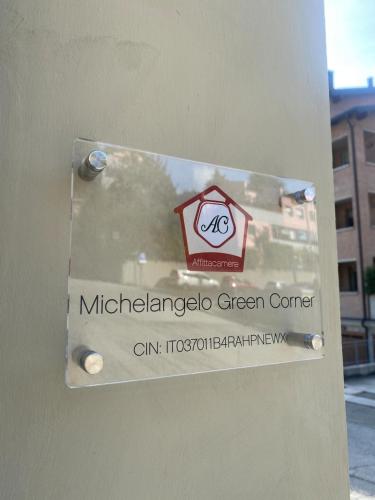 AC
Affittacamere
Michelangelo Green Corner
CIN: IT037011B4RAHPNEWX